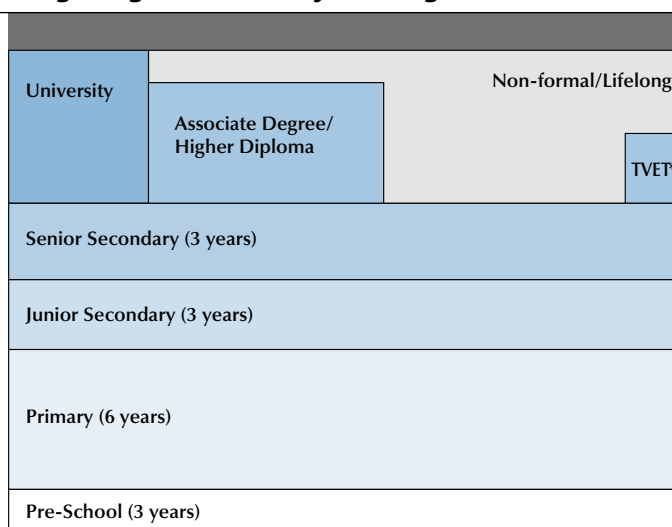 University
Non-formal/Lifelong
Associate Degree/
Higher Diploma
TVET
Senior Secondary (3 years)
Junior Secondary (3 years)
Primary (6 years)
Pre-School (3 years)